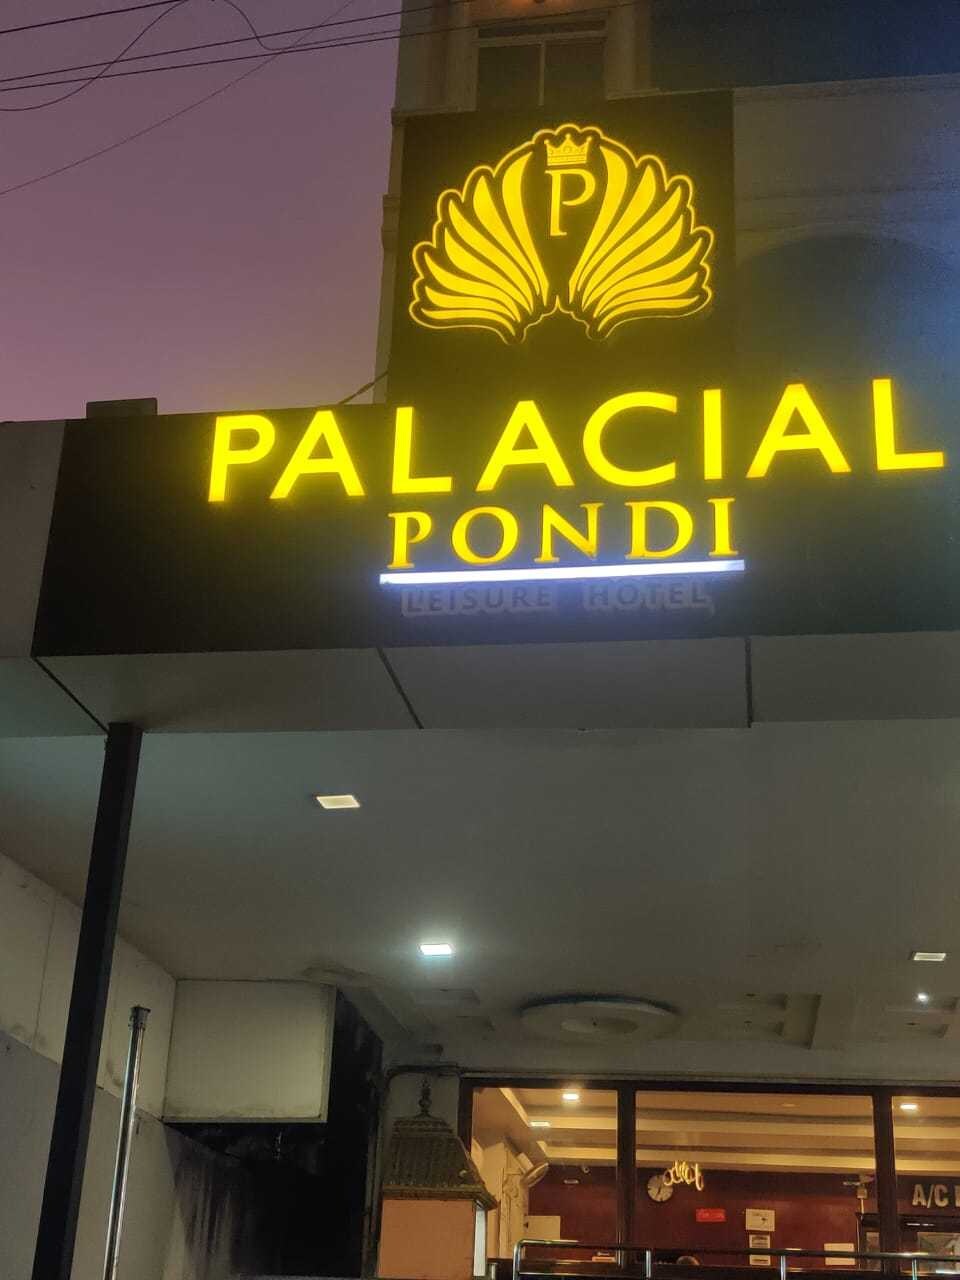 P
PALACIAL
PONDI
LEISURE HOTEL
A/C